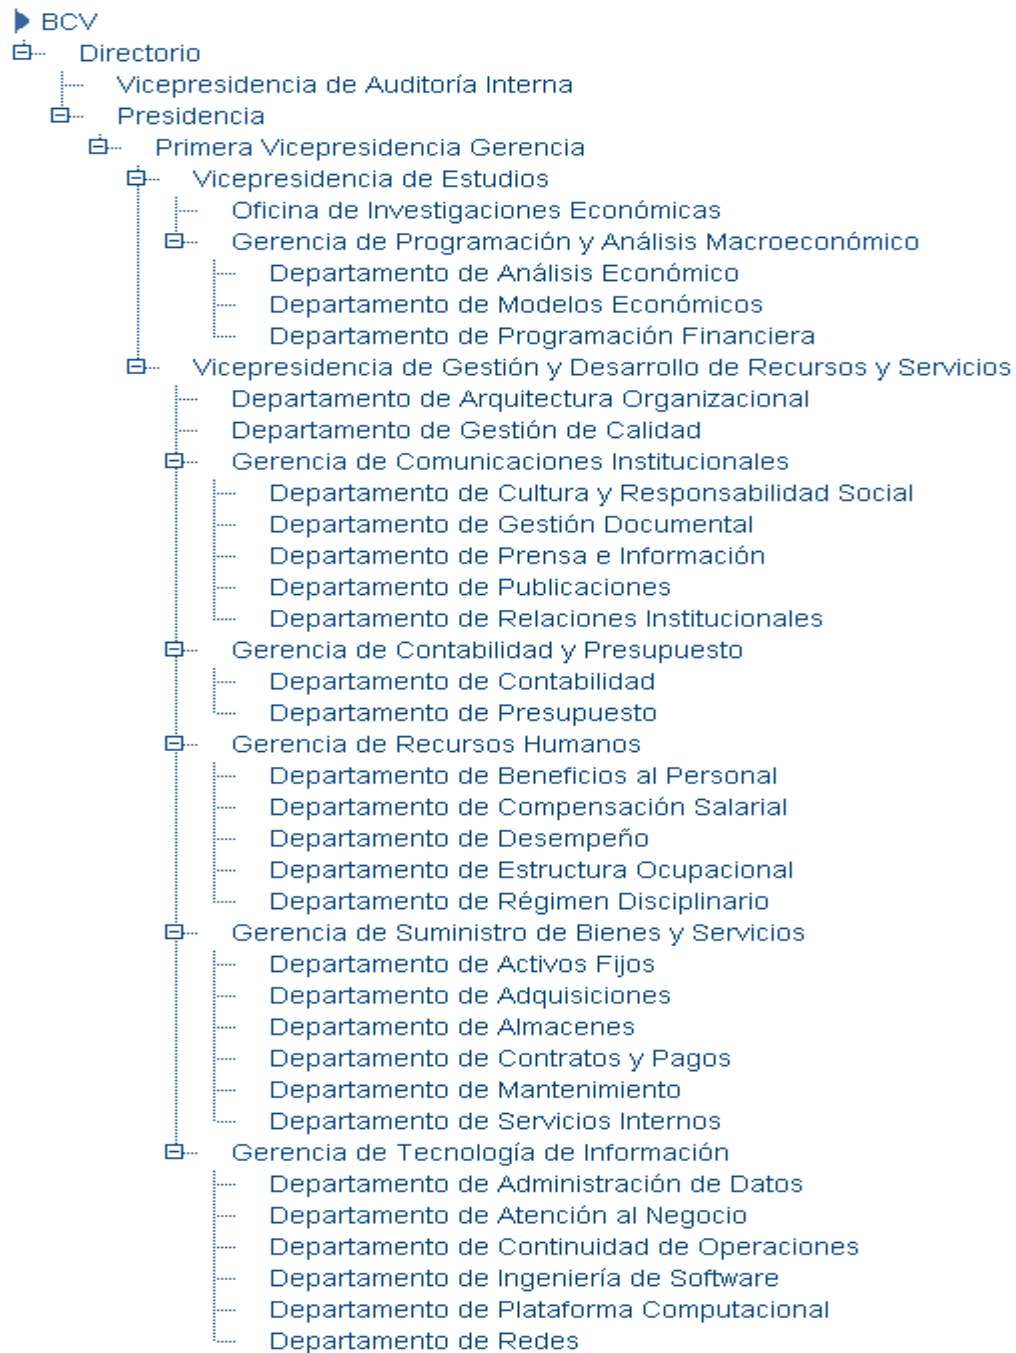 BCV
Directorio
Vicepresidencia de Auditoría Interna
Presidencia
Primera Vicepresidencia Gerencia
Vicepresidencia de Estudios
Oficina de Investigaciones Económicas
Gerencia de Programación y Análisis Macroeconómico
Departamento de Análisis Económico
Departamento de Modelos Económicos
Departamento de Programación Financiera
Vicepresidencia de Gestión y Desarrollo de Recursos y Servicios
Departamento de Arquitectura Organizacional
Departamento de Gestión de Calidad
Gerencia de Comunicaciones Institucionales
Departamento de Cultura y Responsabilidad Social
Departamento de Gestión Documental
Departamento de Prensa e Información
Departamento de Publicaciones
Departamento de Relaciones Institucionales
Gerencia de Contabilidad y Presupuesto
Departamento de Contabilidad
Departamento de Presupuesto
Gerencia de Recursos Humanos
Departamento de Beneficios al Personal
Departamento de Compensación Salarial
Departamento de Desempeño
Departamento de Estructura Ocupacional
Departamento de Régimen Disciplinario
Gerencia de Suministro de Bienes y Servicios
Departamento de Activos Fijos
Departamento de Adquisiciones
Departamento de Almacenes
Departamento de Contratos y Pagos
Departamento de Mantenimiento
Departamento de Servicios Internos
Gerencia de Tecnología de Información
Departamento de Administración de Datos
Departamento de Atención al Negocio
Departamento de Continuidad de Operaciones
Departamento de Ingeniería de Software
Departamento de Plataforma Computacional
Departamento de Redes